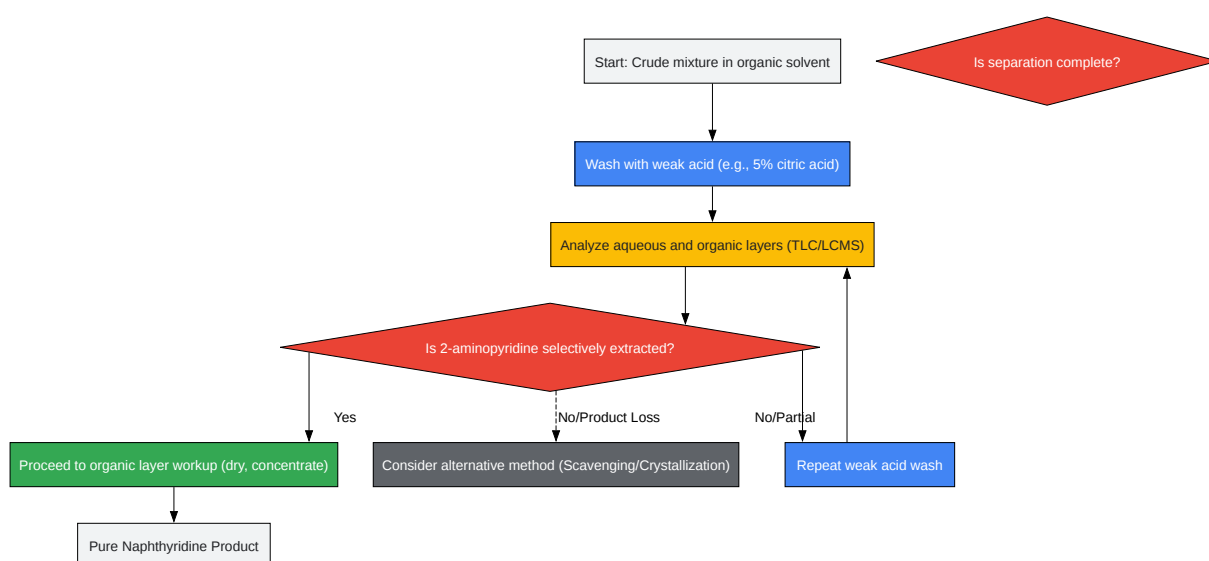 Start: Crude mixture in organic solvent
Is separation complete?
Wash with weak acid (e.g., 5% citric acid)
Analyze aqueous and organic layers (TLC/LCMS)
Is 2-aminopyridine selectively extracted?
Yes
No/Product Loss
No/Partial
Proceed to organic layer workup (dry, concentrate)
Consider alternative method (Scavenging/Crystallization)
Repeat weak acid wash
Pure Naphthyridine Product